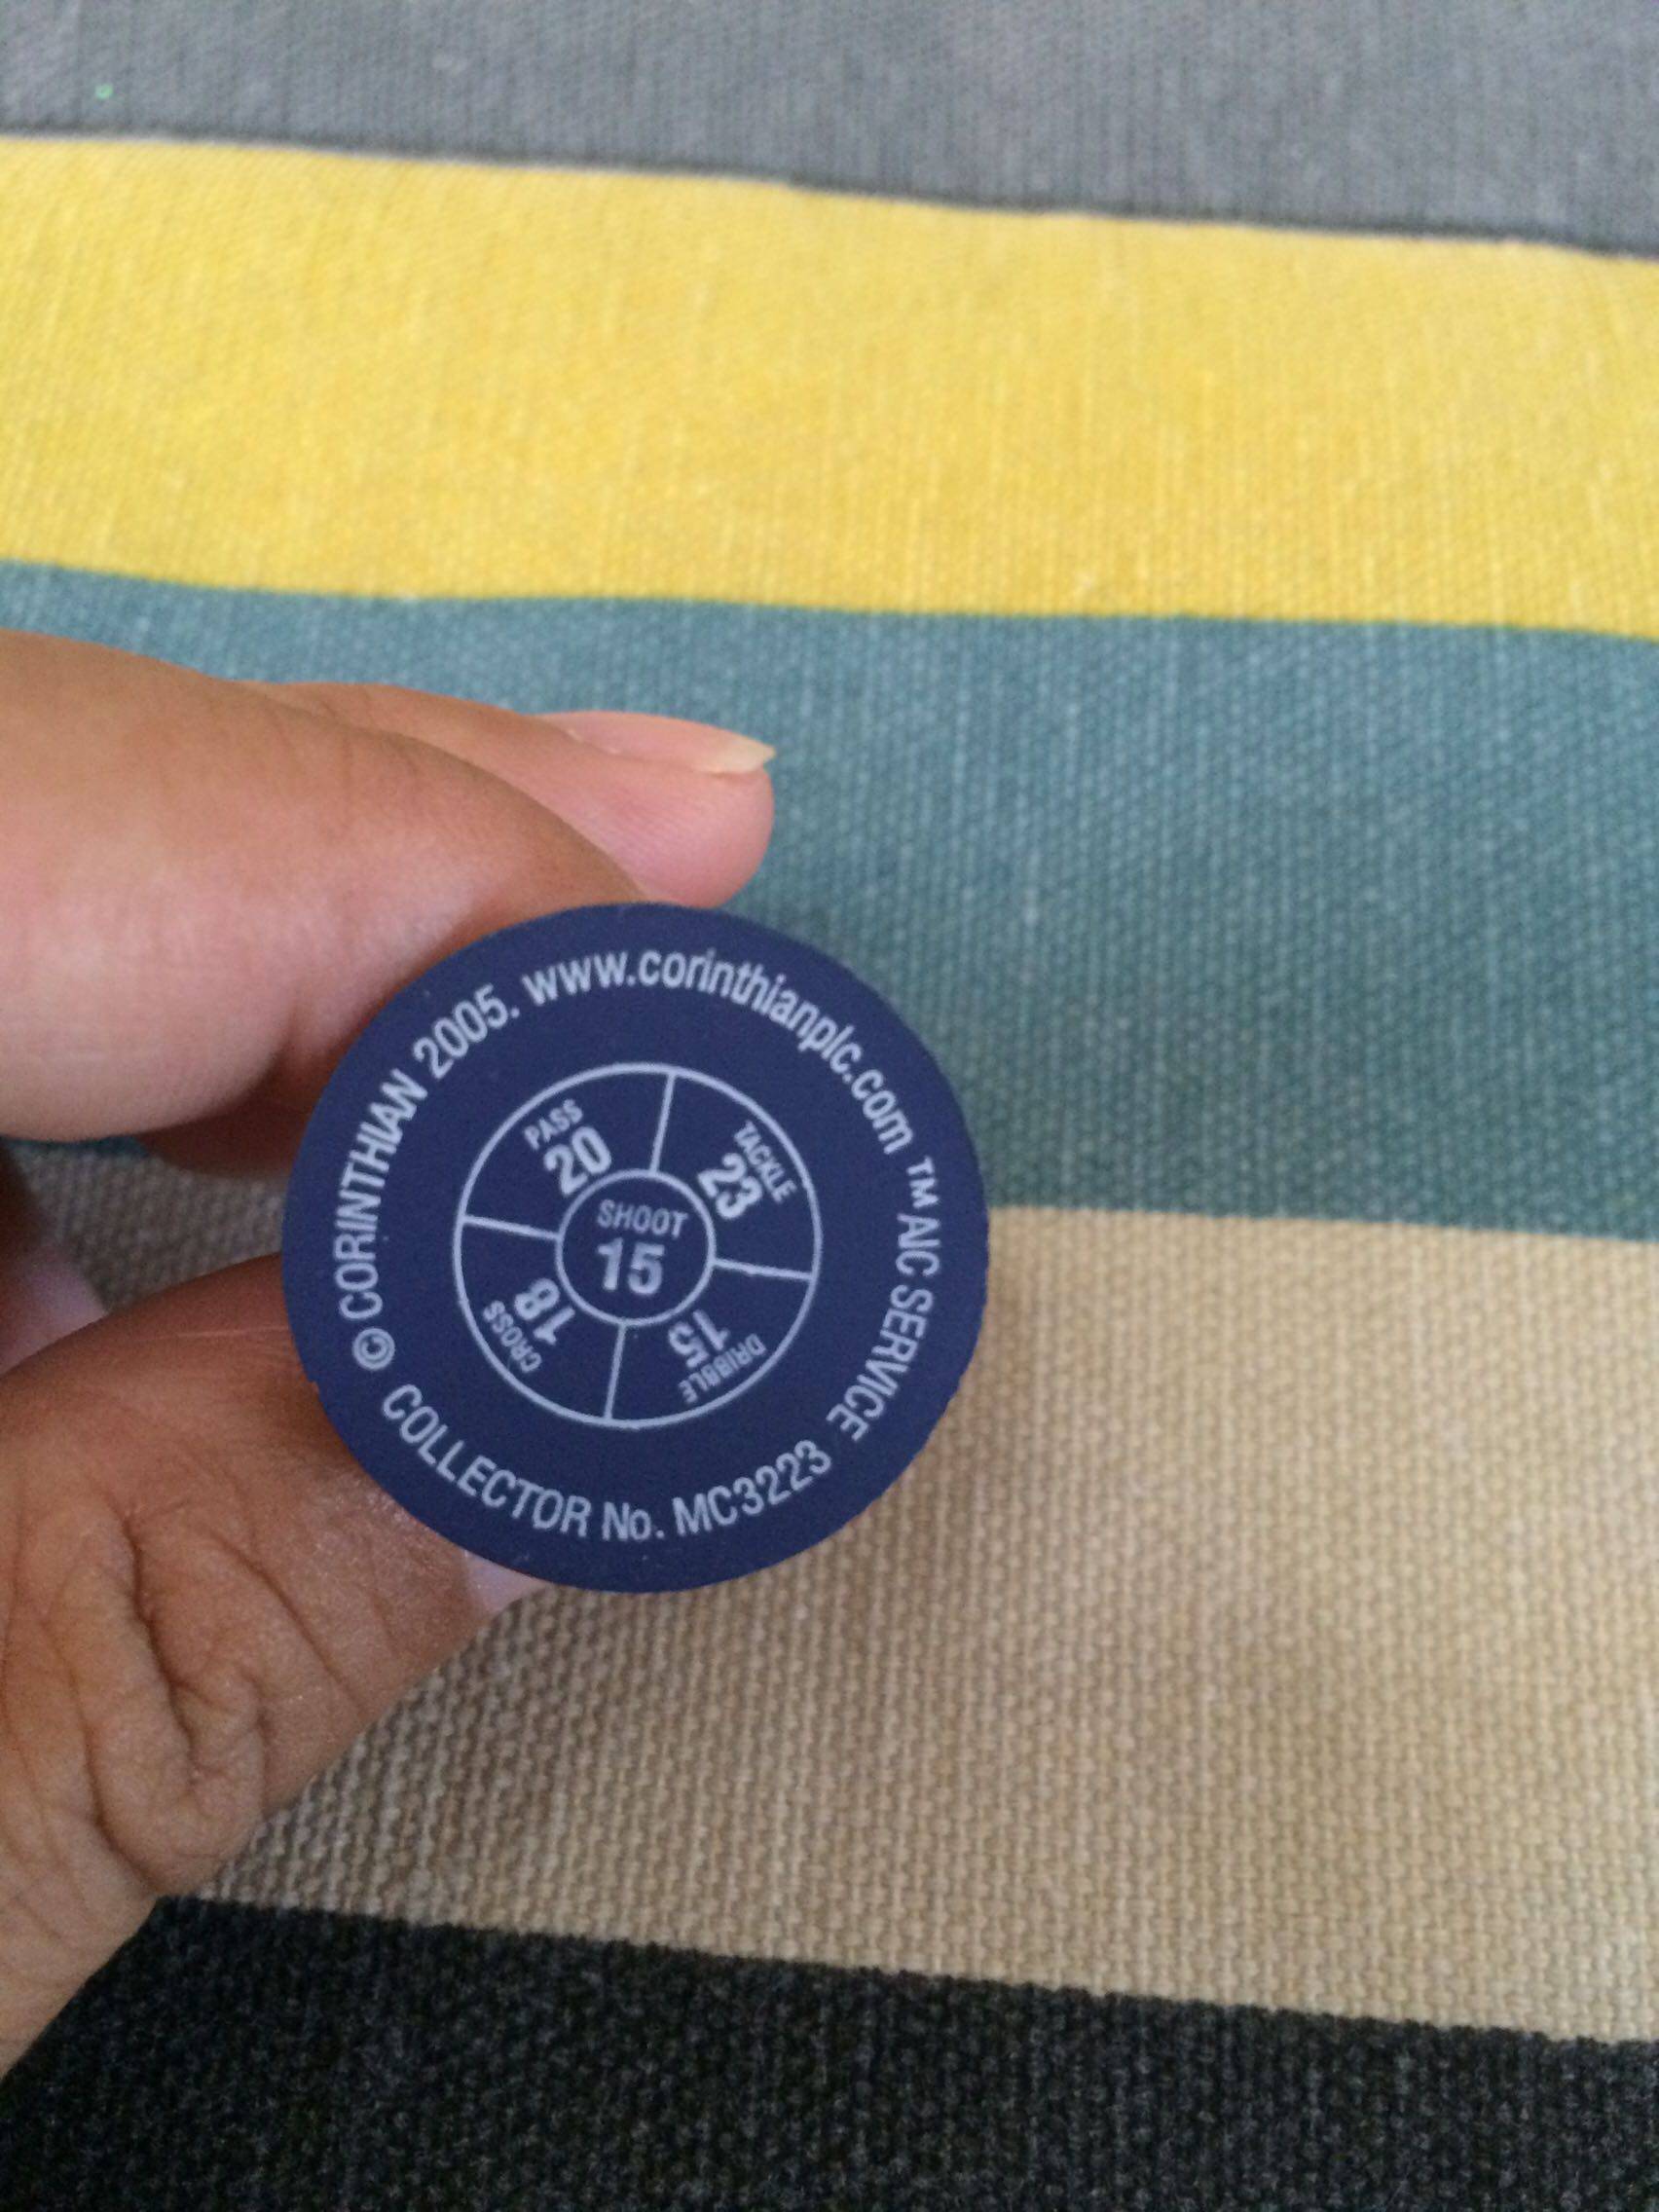 © CORINTHIAN 2005. www.corinthianplc.com ™ AIC SERVICE
COLLECTOR No. MC3223
PASS
20
TACKLE
23
SHOOT
15
CROSS
18
DRIBBLE
15